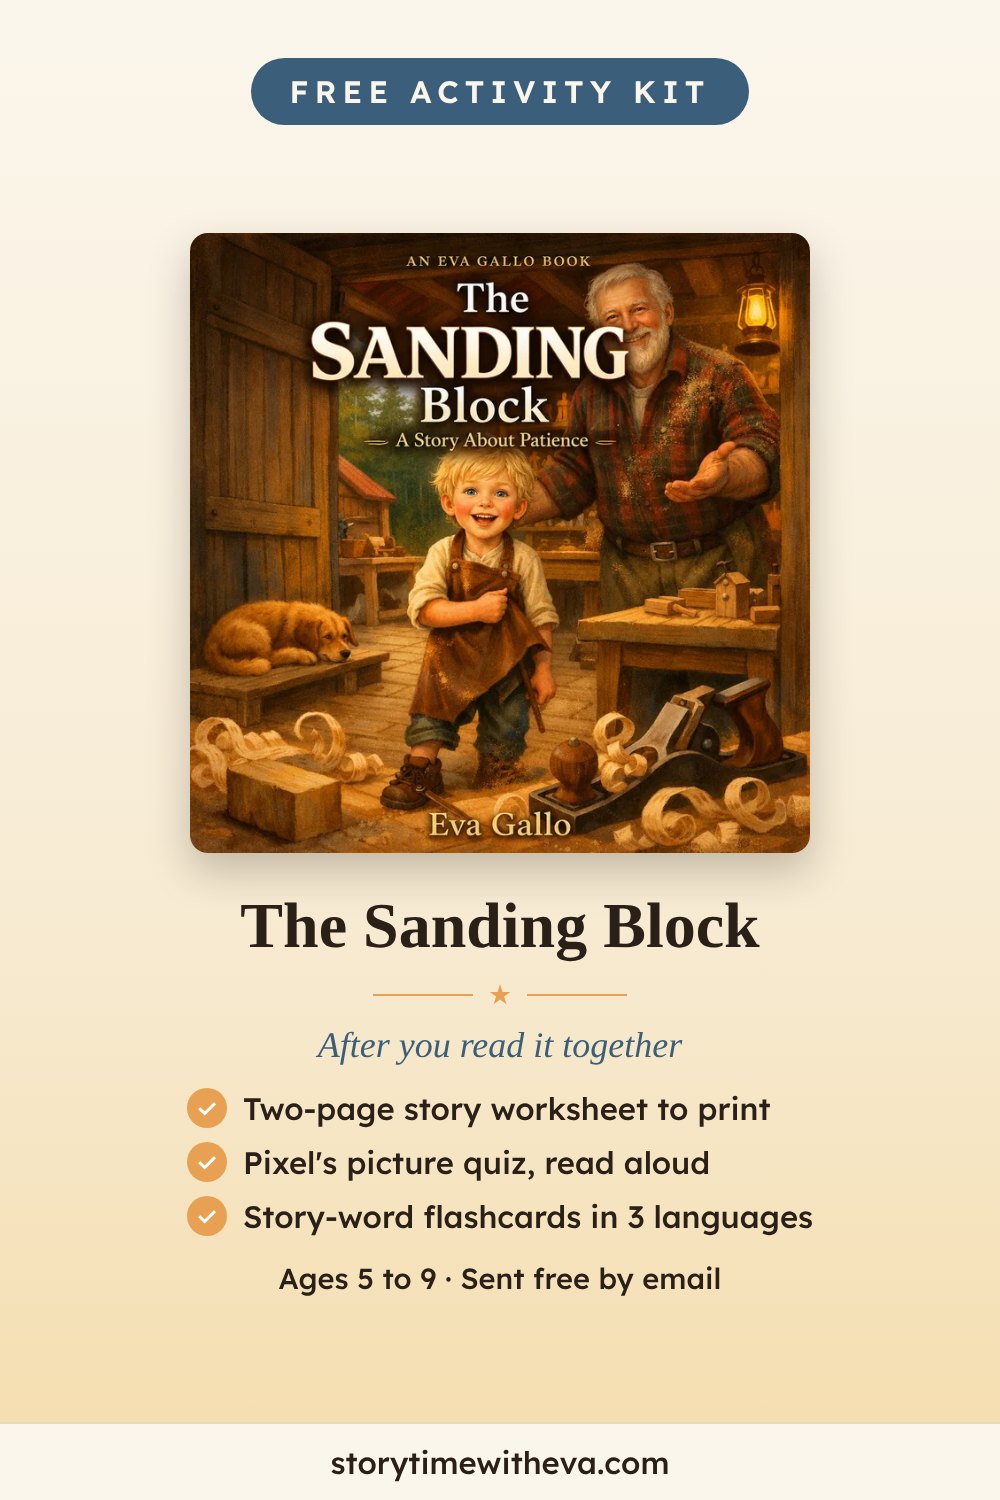 FREE ACTIVITY KIT
AN EVA GALLO BOOK
The
SANDING
Block
A Story About Patience
Eva Gallo
The Sanding Block
After you read it together
Two-page story worksheet to print
Pixel's picture quiz, read aloud
Story-word flashcards in 3 languages
Ages 5 to 9 · Sent free by email
storytimewitheva.com